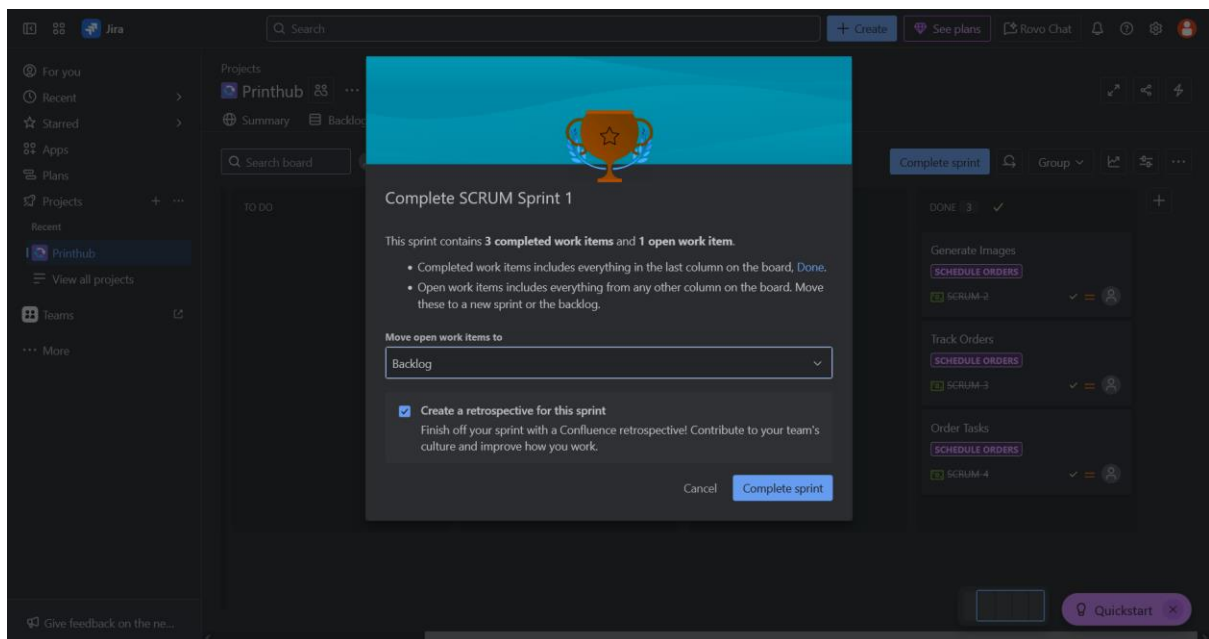 Jira
Search
+ Create
See plans
Rovo Chat
For you
Recent
Starred
Apps
Plans
Projects
Recent
Printhub
View all projects
Teams
More
Give feedback on the ne...
Projects
Printhub
Summary
Backlog
Search board
Complete sprint
Group
TO DO
DONE 3
Generate Images
SCHEDULE ORDERS
SCRUM-2
Track Orders
SCHEDULE ORDERS
SCRUM-3
Order Tasks
SCHEDULE ORDERS
SCRUM-4
Complete SCRUM Sprint 1
This sprint contains 3 completed work items and 1 open work item.
• Completed work items includes everything in the last column on the board, Done.
• Open work items includes everything from any other column on the board. Move
these to a new sprint or the backlog.
Move open work items to
Backlog
Create a retrospective for this sprint
Finish off your sprint with a Confluence retrospective! Contribute to your team's
culture and improve how you work.
Cancel
Complete sprint
Quickstart